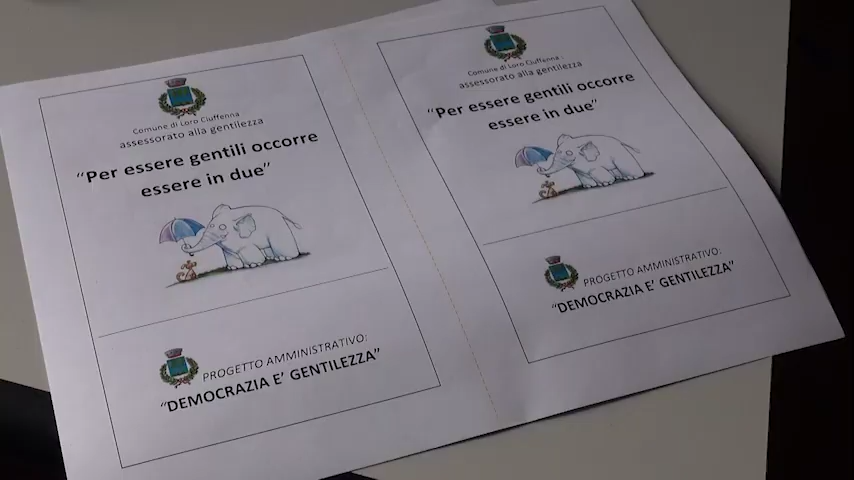 Comune di Loro Ciuffenna
assessorato alla gentilezza
“Per essere gentili occorre
essere in due”
PROGETTO AMMINISTRATIVO:
“DEMOCRAZIA E’ GENTILEZZA”
Comune di Loro Ciuffenna
assessorato alla gentilezza
“Per essere gentili occorre
essere in due”
PROGETTO AMMINISTRATIVO:
“DEMOCRAZIA E’ GENTILEZZA”